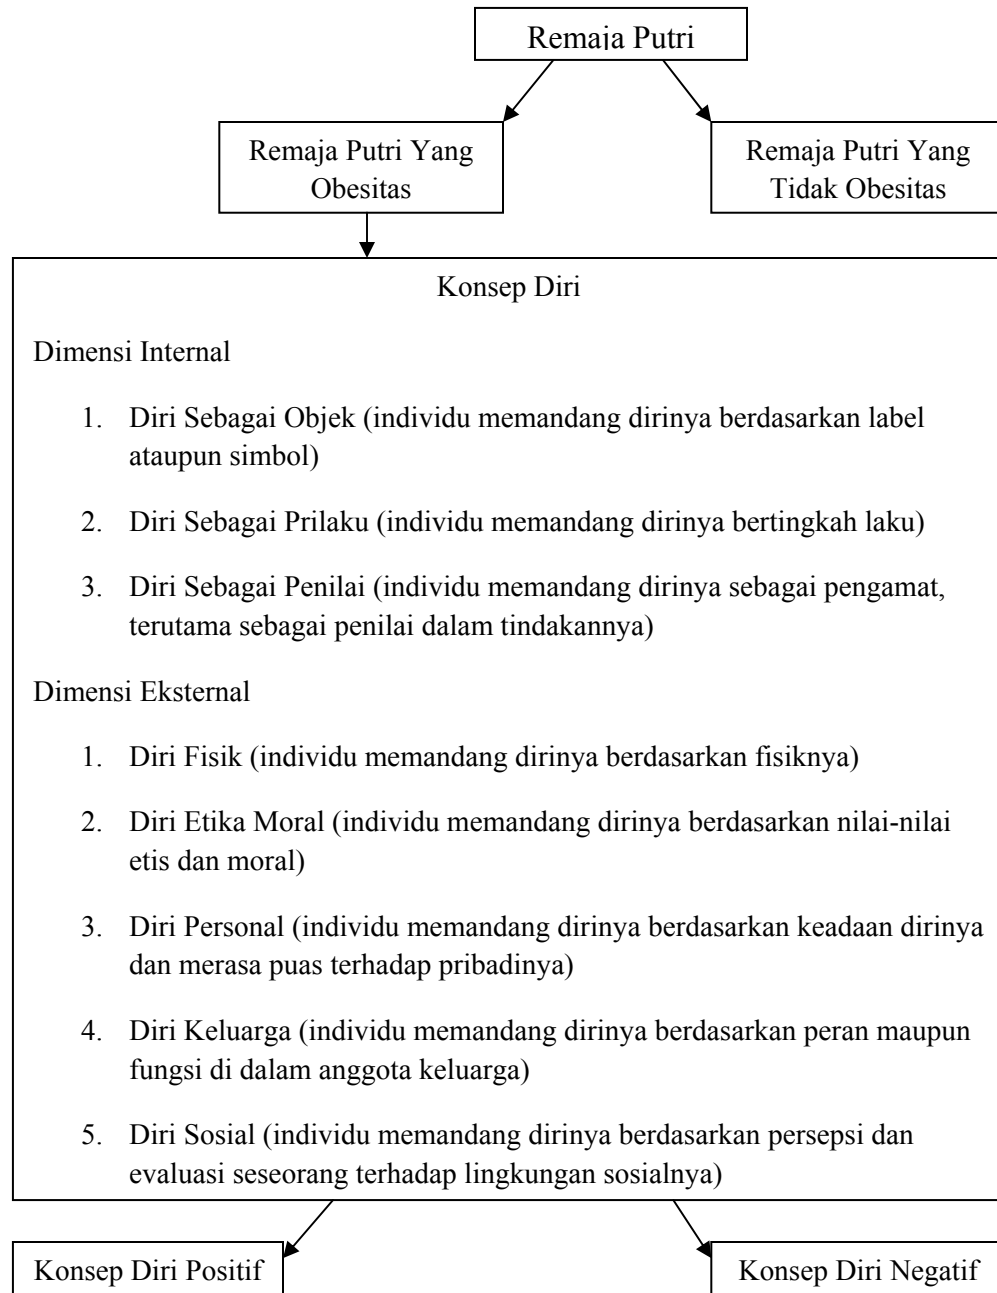 Remaja Putri
Remaja Putri Yang
Obesitas
Remaja Putri Yang
Tidak Obesitas
Konsep Diri
Dimensi Internal
1. Diri Sebagai Objek (individu memandang dirinya berdasarkan label
ataupun simbol)
2. Diri Sebagai Prilaku (individu memandang dirinya bertingkah laku)
3. Diri Sebagai Penilai (individu memandang dirinya sebagai pengamat,
terutama sebagai penilai dalam tindakannya)
Dimensi Eksternal
1. Diri Fisik (individu memandang dirinya berdasarkan fisiknya)
2. Diri Etika Moral (individu memandang dirinya berdasarkan nilai-nilai
etis dan moral)
3. Diri Personal (individu memandang dirinya berdasarkan keadaan dirinya
dan merasa puas terhadap pribadinya)
4. Diri Keluarga (individu memandang dirinya berdasarkan peran maupun
fungsi di dalam anggota keluarga)
5. Diri Sosial (individu memandang dirinya berdasarkan persepsi dan
evaluasi seseorang terhadap lingkungan sosialnya)
Konsep Diri Positif
Konsep Diri Negatif